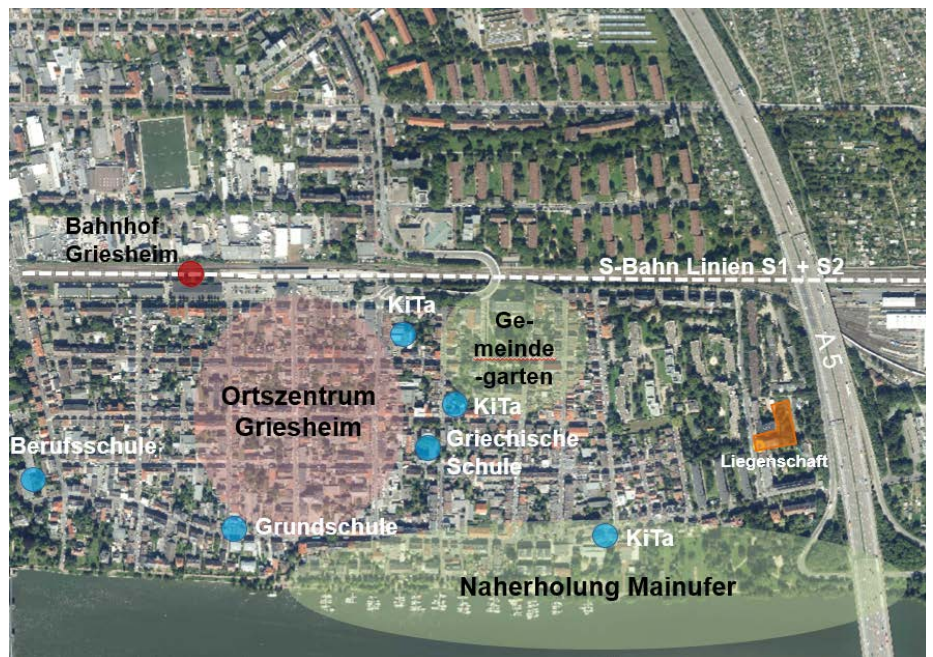 Bahnhof
Griesheim
S-Bahn Linien S1 + S2
KiTa
Ge-
meinde
-garten
A 5
Ortszentrum
Griesheim
KiTa
Griechische
Schule
Berufsschule
Liegenschaft
Grundschule
KiTa
Naherholung Mainufer